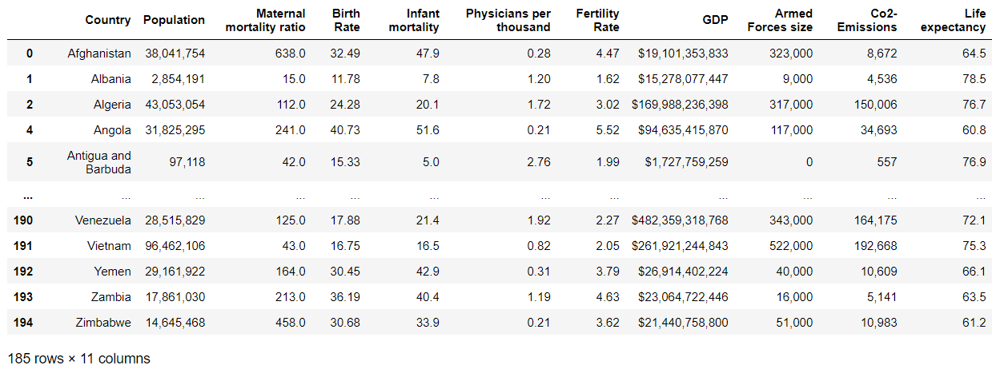 Country Population Maternal mortality ratio Birth Rate Infant mortality Physicians per thousand Fertility Rate GDP Armed Forces size Co2-Emissions Life expectancy
0 Afghanistan 38,041,754 638.0 32.49 47.9 0.28 4.47 $19,101,353,833 323,000 8,672 64.5
1 Albania 2,854,191 15.0 11.78 7.8 1.20 1.62 $15,278,077,447 9,000 4,536 78.5
2 Algeria 43,053,054 112.0 24.28 20.1 1.72 3.02 $169,988,236,398 317,000 150,006 76.7
4 Angola 31,825,295 241.0 40.73 51.6 0.21 5.52 $94,635,415,870 117,000 34,693 60.8
5 Antigua and Barbuda 97,118 42.0 15.33 5.0 2.76 1.99 $1,727,759,259 0 557 76.9
... ... ... ... ... ... ... ... ... ... ... ...
190 Venezuela 28,515,829 125.0 17.88 21.4 1.92 2.27 $482,359,318,768 343,000 164,175 72.1
191 Vietnam 96,462,106 43.0 16.75 16.5 0.82 2.05 $261,921,244,843 522,000 192,668 75.3
192 Yemen 29,161,922 164.0 30.45 42.9 0.31 3.79 $26,914,402,224 40,000 10,609 66.1
193 Zambia 17,861,030 213.0 36.19 40.4 1.19 4.63 $23,064,722,446 16,000 5,141 63.5
194 Zimbabwe 14,645,468 458.0 30.68 33.9 0.21 3.62 $21,440,758,800 51,000 10,983 61.2
185 rows × 11 columns